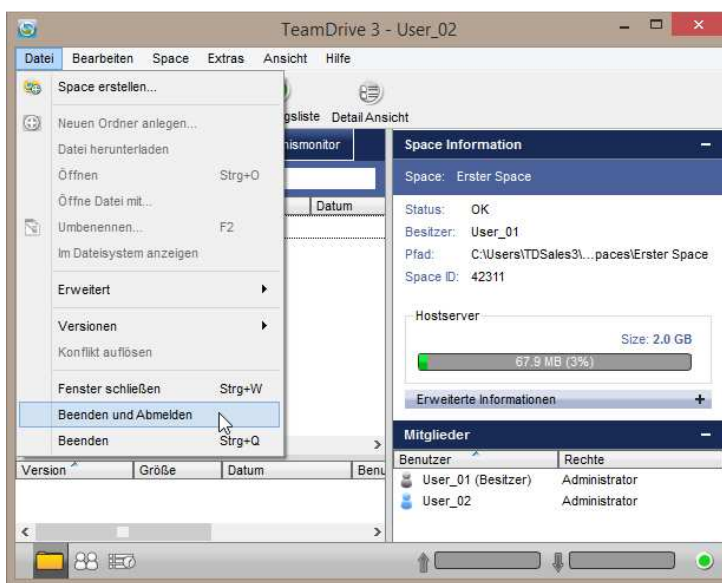 TeamDrive 3 - User_02
Datei Bearbeiten Space Extras Ansicht Hilfe
Space erstellen...
Neuen Ordner anlegen...
Datei herunterladen
Öffnen Strg+O
Öffne Datei mit...
Umbenennen... F2
Im Dateisystem anzeigen
Erweitert
Versionen
Konflikt auflösen
Fenster schließen Strg+W
Beenden und Abmelden
Beenden Strg+Q
Detail Ansicht
Datum
Space Information
Space: Erster Space
Status: OK
Besitzer: User_01
Pfad: C:\Users\TDSales3\...paces\Erster Space
Space ID: 42311
Hostserver
Size: 2.0 GB
67.9 MB (3%)
Erweiterte Informationen
Mitglieder
Benutzer Rechte
User_01 (Besitzer) Administrator
User_02 Administrator
Version Größe Datum Benu